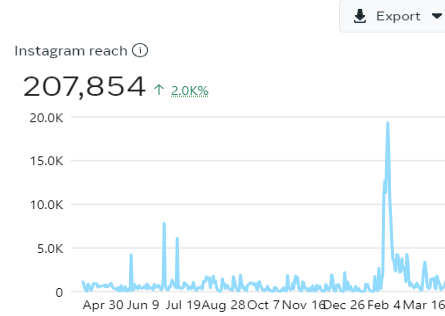 Export
Instagram reach
207,854 ↑ 2.0K%
20.0K
15.0K
10.0K
5.0K
0
Apr 30 Jun 9 Jul 19 Aug 28 Oct 7 Nov 16 Dec 26 Feb 4 Mar 16